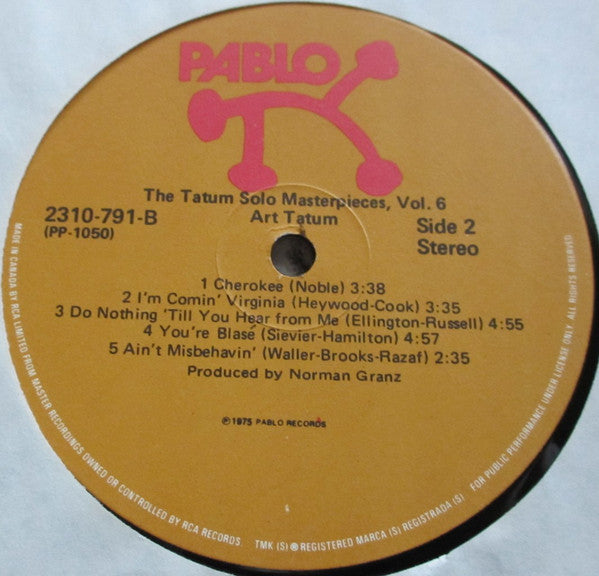 PABLO
The Tatum Solo Masterpieces, Vol. 6
2310-791-B
Art Tatum
Side 2
(PP-1050)
Stereo
1 Cherokee (Noble) 3:38
2 I'm Comin' Virginia (Heywood-Cook) 3:35
3 Do Nothing 'Till You Hear from Me (Ellington-Russell) 4:55
4 You're Blasé (Sievier-Hamilton) 4:57
5 Ain't Misbehavin' (Waller-Brooks-Razaf) 2:35
Produced by Norman Granz
℗1975 PABLO RECORDS
MADE IN CANADA BY RCA LIMITED FROM MASTER RECORDINGS OWNED OR CONTROLLED BY RCA RECORDS. TMK (S) ® REGISTERED MARCA (S) REGISTRADA (S) FOR PUBLIC PERFORMANCE UNDER LICENSE ONLY. ALL RIGHTS RESERVED.